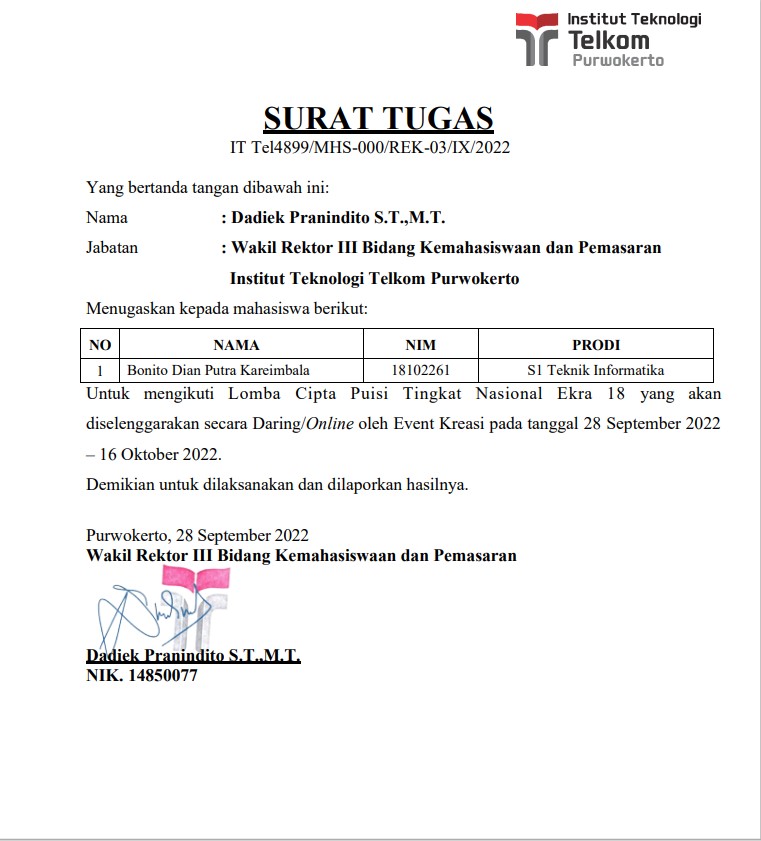 Institut Teknologi
Telkom
Purwokerto
SURAT TUGAS
IT Tel4899/MHS-000/REK-03/IX/2022
Yang bertanda tangan dibawah ini:
Nama : Dadiek Pranindito S.T.,M.T.
Jabatan : Wakil Rektor III Bidang Kemahasiswaan dan Pemasaran
Institut Teknologi Telkom Purwokerto
Menugaskan kepada mahasiswa berikut:
NO NAMA NIM PRODI
1 Bonito Dian Putra Kareimbala 18102261 S1 Teknik Informatika
Untuk mengikuti Lomba Cipta Puisi Tingkat Nasional Ekra 18 yang akan
diselenggarakan secara Daring/Online oleh Event Kreasi pada tanggal 28 September 2022
– 16 Oktober 2022.
Demikian untuk dilaksanakan dan dilaporkan hasilnya.
Purwokerto, 28 September 2022
Wakil Rektor III Bidang Kemahasiswaan dan Pemasaran
Dadiek Pranindito S.T.,M.T.
NIK. 14850077